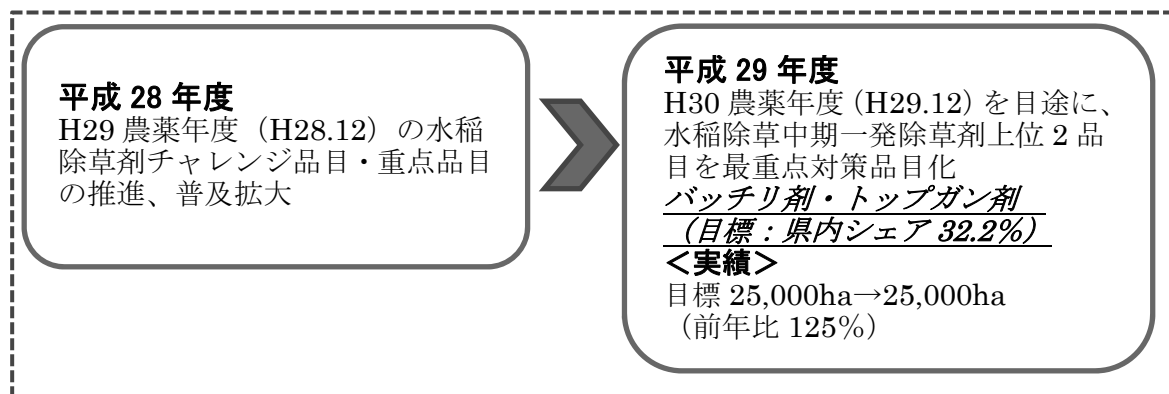 平成 28 年度
H29 農薬年度（H28.12）の水稲
除草剤チャレンジ品目・重点品目
の推進、普及拡大
平成 29 年度
H30 農薬年度（H29.12）を目途に、
水稲除草中期一発除草剤上位 2 品
目を最重点対策品目化
バッチリ剤・トップガン剤
（目標：県内シェア 32.2%）
＜実績＞
目標 25,000ha→25,000ha
（前年比 125％）